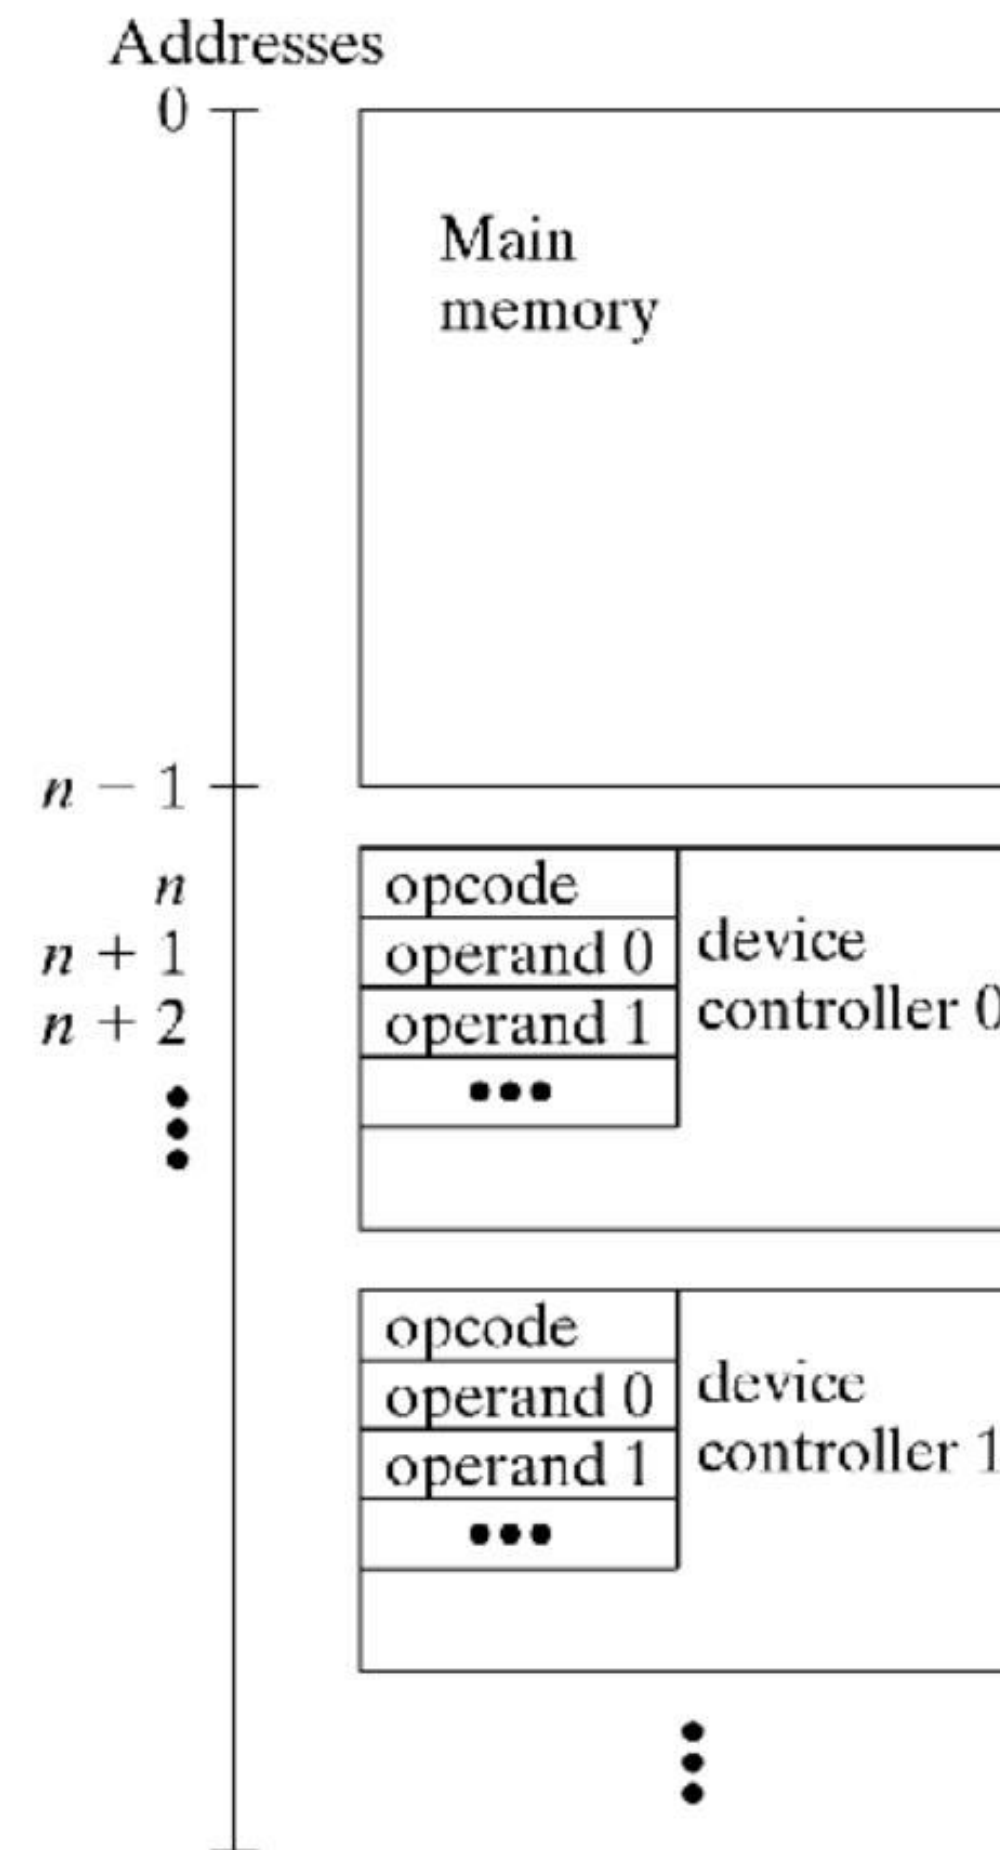 Addresses
0
Main
memory
n − 1
n opcode
n + 1 operand 0 device
n + 2 operand 1 controller 0
•••
opcode
operand 0 device
operand 1 controller 1
•••